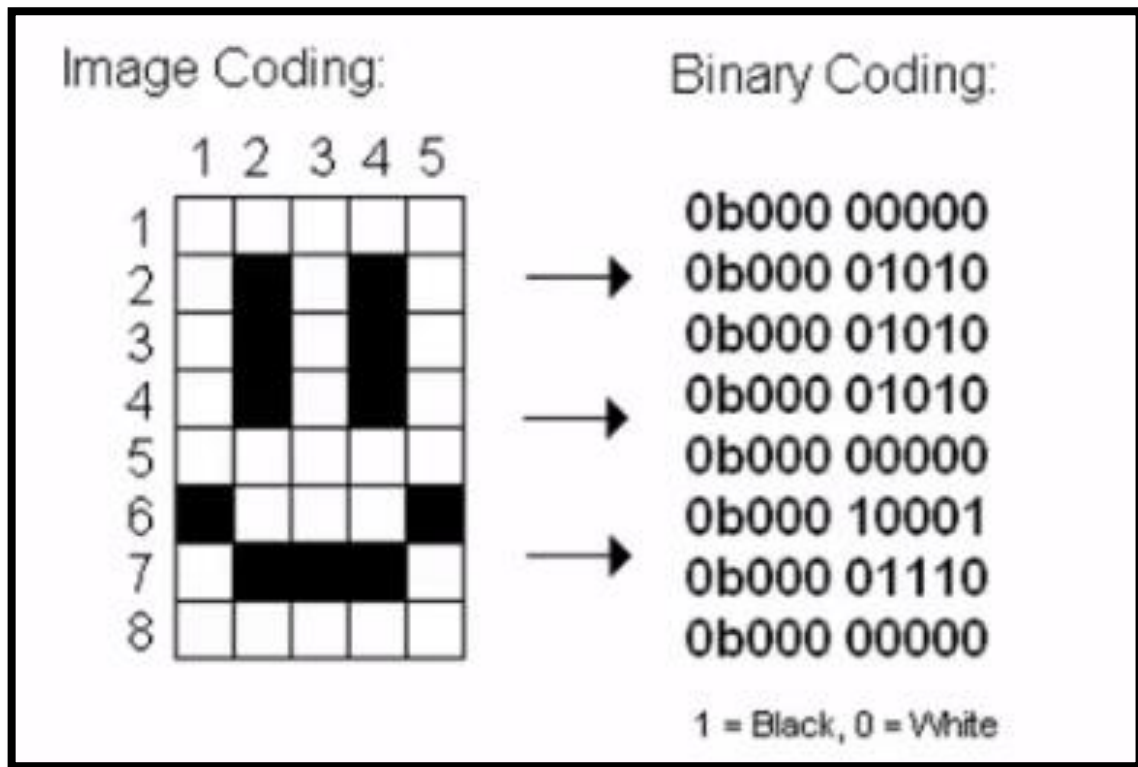 Image Coding:
1 2 3 4 5
1
2
3
4
5
6
7
8
Binary Coding:
0b000 00000
0b000 01010
0b000 01010
0b000 01010
0b000 00000
0b000 10001
0b000 01110
0b000 00000
1 = Black, 0 = White